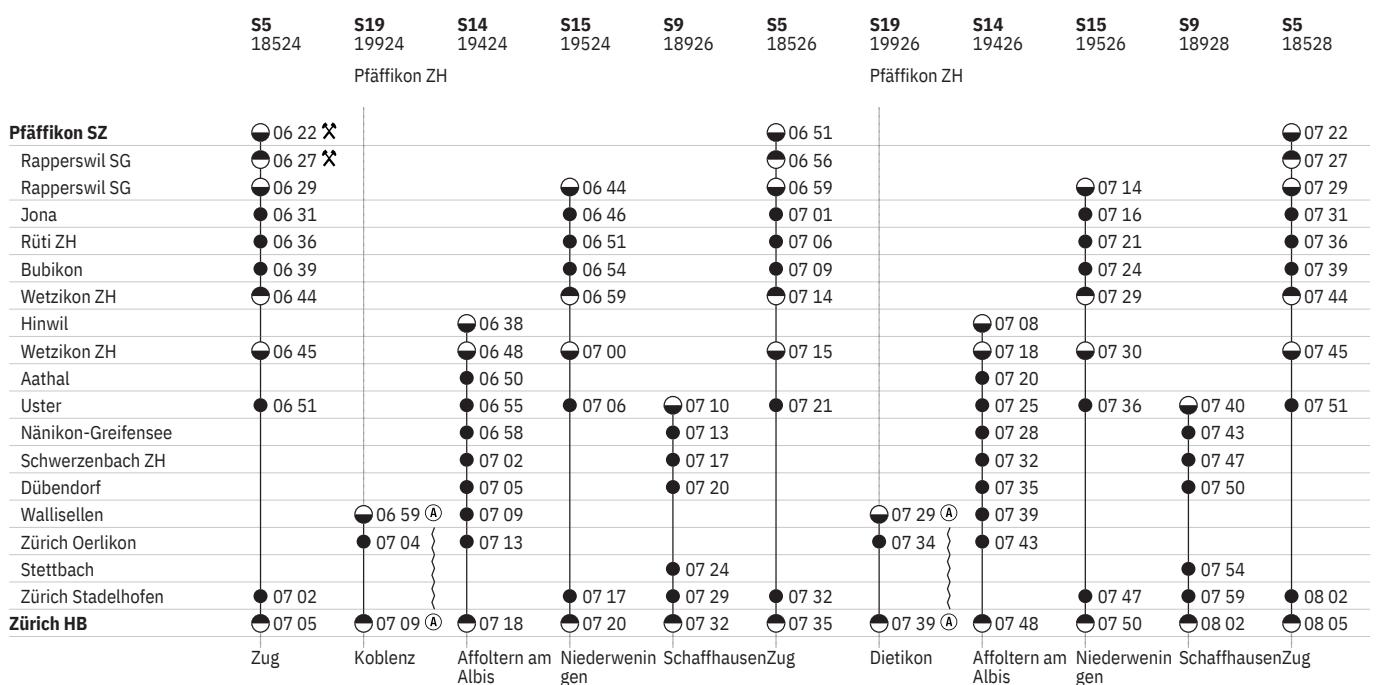 S5 S19 S14 S15 S9 S5 S19 S14 S15 S9 S5
18524 19924 19424 19524 18926 18526 19926 19426 19526 18928 18528
Pfäffikon ZH Pfäffikon ZH
Pfäffikon SZ 06 22 06 51 07 22
Rapperswil SG 06 27 06 56 07 27
Rapperswil SG 06 29 06 44 06 59 07 14 07 29
Jona 06 31 06 46 07 01 07 16 07 31
Rüti ZH 06 36 06 51 07 06 07 21 07 36
Bubikon 06 39 06 54 07 09 07 24 07 39
Wetzikon ZH 06 44 06 59 07 14 07 29 07 44
Hinwil 06 38 07 08
Wetzikon ZH 06 45 06 48 07 00 07 15 07 18 07 30 07 45
Aathal 06 50 07 20
Uster 06 51 06 55 07 06 07 10 07 21 07 25 07 36 07 40 07 51
Nänikon-Greifensee 06 58 07 13 07 28 07 43
Schwerzenbach ZH 07 02 07 17 07 32 07 47
Dübendorf 07 05 07 20 07 35 07 50
Wallisellen 06 59 A 07 09 07 29 A 07 39
Zürich Oerlikon 07 04 07 13 07 34 07 43
Stettbach 07 24 07 54
Zürich Stadelhofen 07 02 07 17 07 29 07 32 07 47 07 59 08 02
Zürich HB 07 05 07 09 A 07 18 07 20 07 32 07 35 07 39 A 07 48 07 50 08 02 08 05
Zug Koblenz Affoltern am Niederwenin Schaffhausen Zug Dietikon Affoltern am Niederwenin Schaffhausen Zug
Albis gen Albis gen